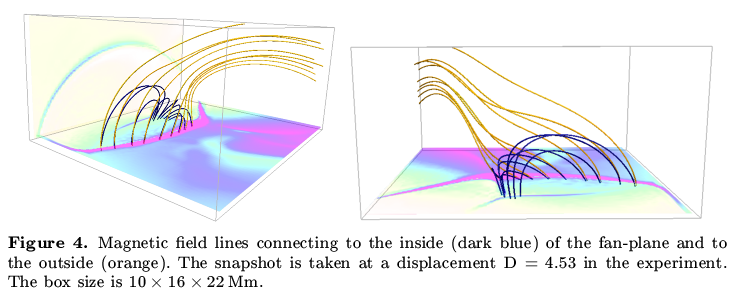 Figure 4. Magnetic field lines connecting to the inside (dark blue) of the fan-plane and to
the outside (orange). The snapshot is taken at a displacement D = 4.53 in the experiment.
The box size is 10 × 16 × 22 Mm.